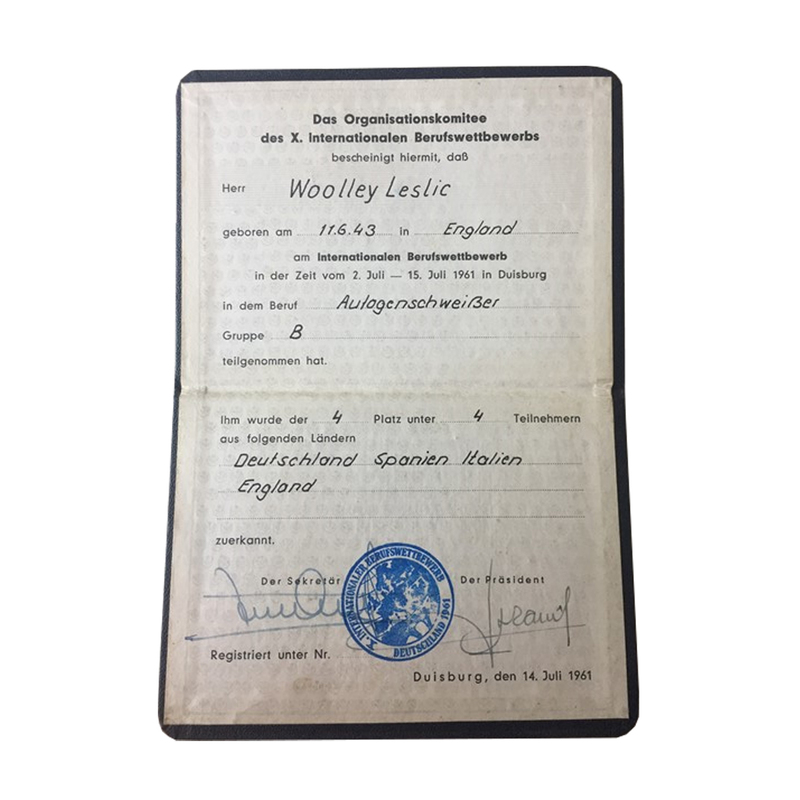 Das Organisationskomitee
des X. Internationalen Berufswettbewerbs
bescheinigt hiermit, daß
Herr Woolley Leslic
geboren am 11.6.43 in England
am Internationalen Berufswettbewerb
in der Zeit vom 2. Juli — 15. Juli 1961 in Duisburg
in dem Beruf Aulogenschweißer
Gruppe B
teilgenommen hat.
Ihm wurde der 4 Platz unter 4 Teilnehmern
aus folgenden Ländern
Deutschland Spanien Italien
England
zuerkannt.
Der Sekretär Der Präsident
X. INTERNATIONALER BERUFSWETTBEWERB
DEUTSCHLAND 1961
Registriert unter Nr.
Duisburg, den 14. Juli 1961